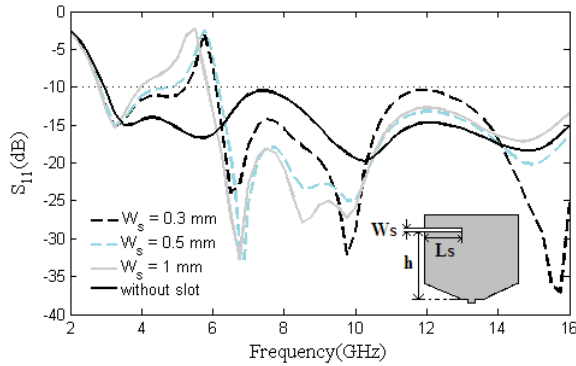 0
-5
-10
-15
-20
-25
-30
-35
-40
S11(dB)
Ws = 0.3 mm
Ws = 0.5 mm
Ws = 1 mm
without slot
Ws
Ls
h
2 4 6 8 10 12 14 16
Frequency(GHz)